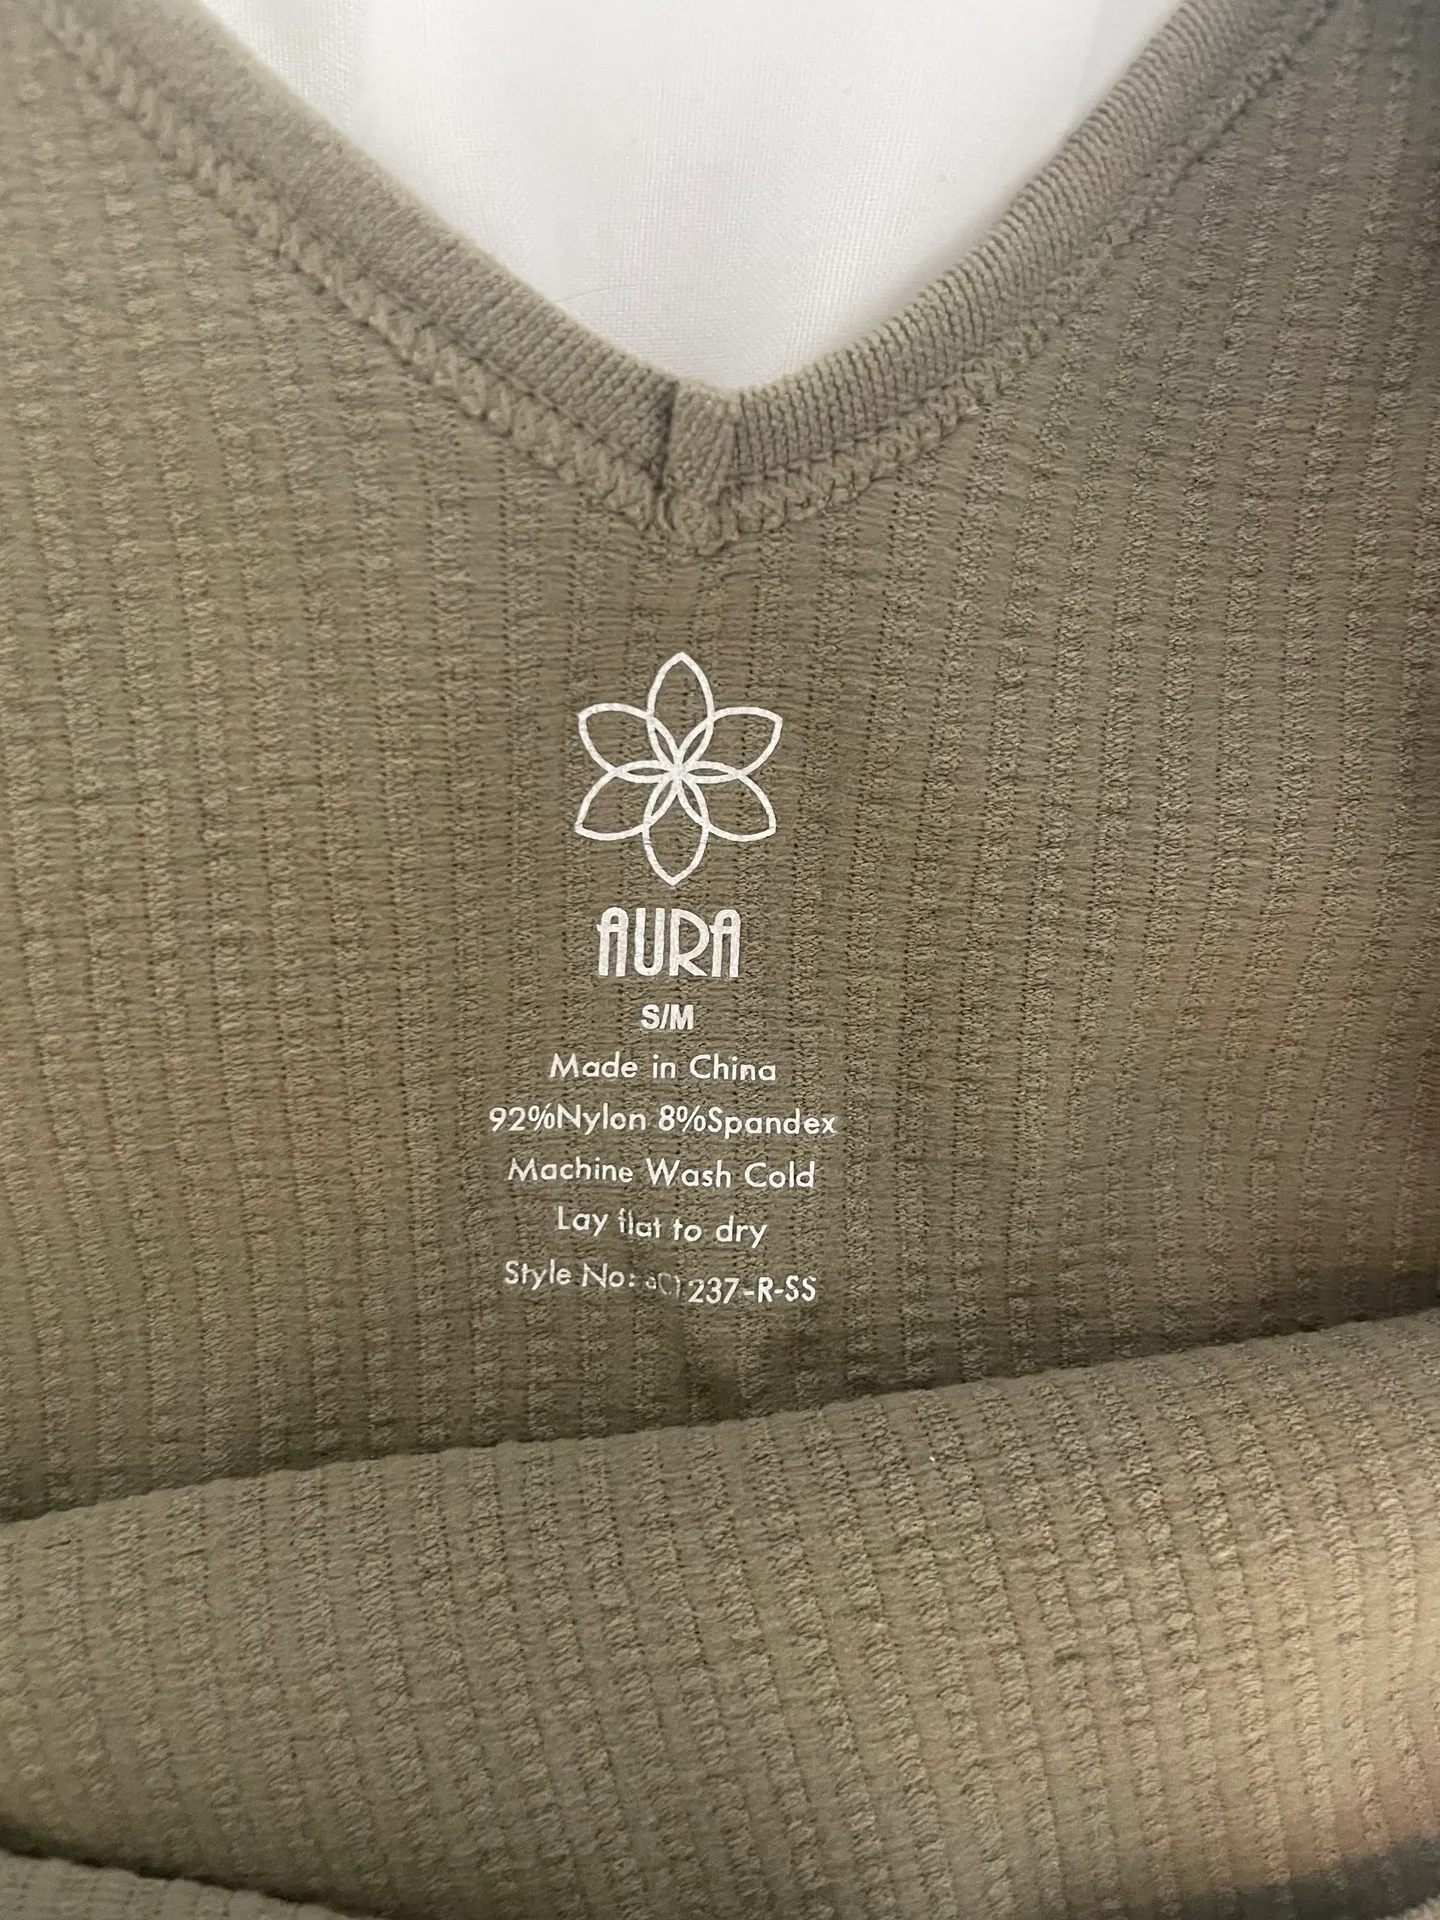 AURA
S/M
Made in China
92%Nylon 8%Spandex
Machine Wash Cold
Lay flat to dry
Style No: